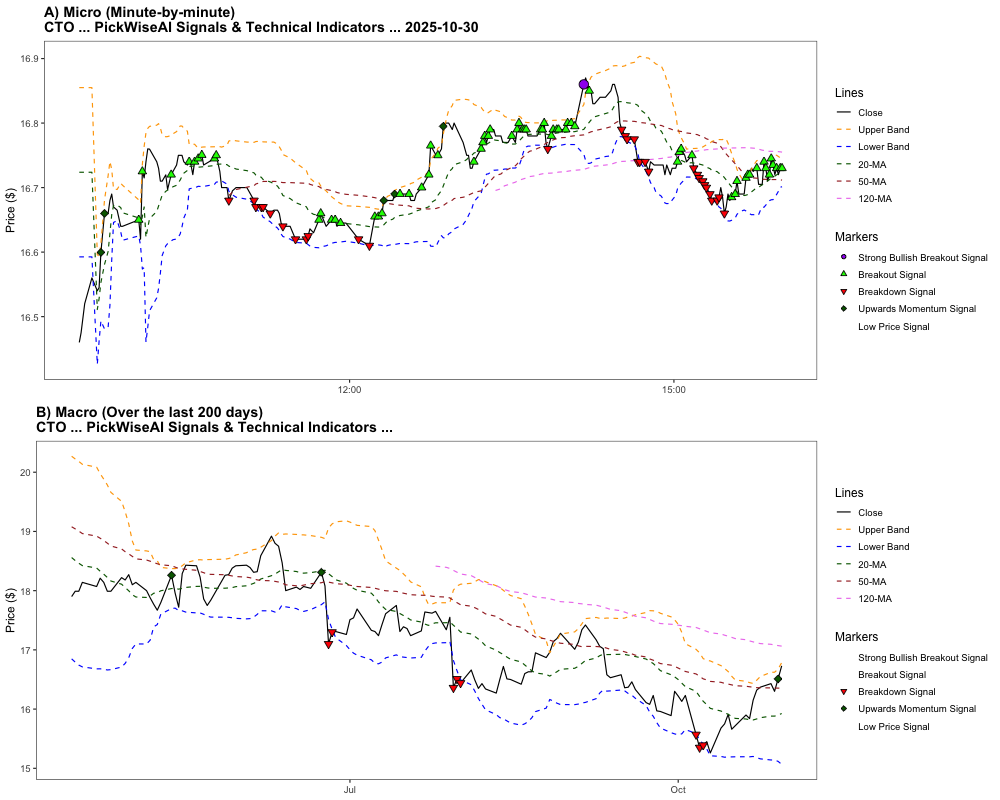 A) Micro (Minute-by-minute)
CTO ... PickWiseAI Signals & Technical Indicators ... 2025-10-30
16.9
16.8
16.7
16.6
16.5
Price ($)
12:00
15:00
Lines
Close
Upper Band
Lower Band
20-MA
50-MA
120-MA
Markers
Strong Bullish Breakout Signal
Breakout Signal
Breakdown Signal
Upwards Momentum Signal
Low Price Signal
B) Macro (Over the last 200 days)
CTO ... PickWiseAI Signals & Technical Indicators ...
20
19
18
17
16
15
Price ($)
Jul
Oct
Lines
Close
Upper Band
Lower Band
20-MA
50-MA
120-MA
Markers
Strong Bullish Breakout Signal
Breakout Signal
Breakdown Signal
Upwards Momentum Signal
Low Price Signal